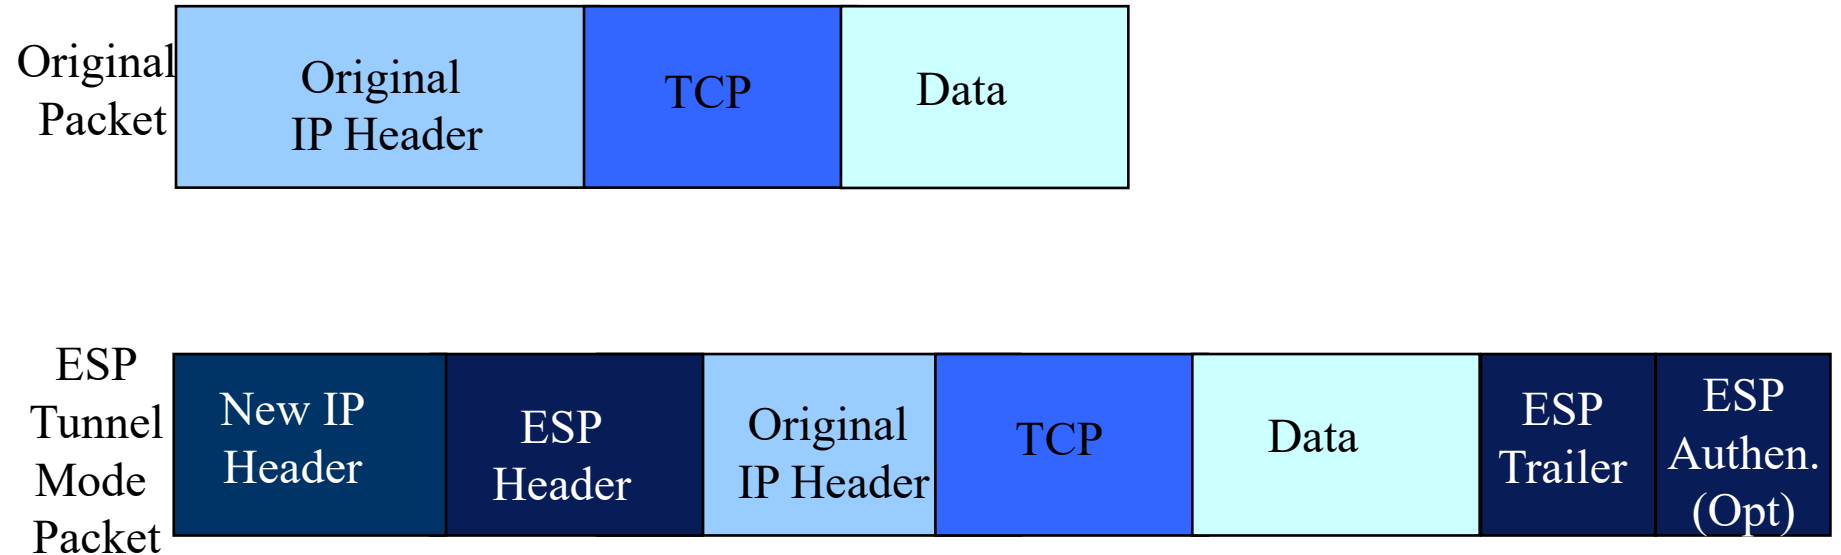 Original
Packet
Original
IP Header
TCP
Data
ESP
Tunnel
Mode
Packet
New IP
Header
ESP
Header
Original
IP Header
TCP
Data
ESP
Trailer
ESP
Authen.
(Opt)